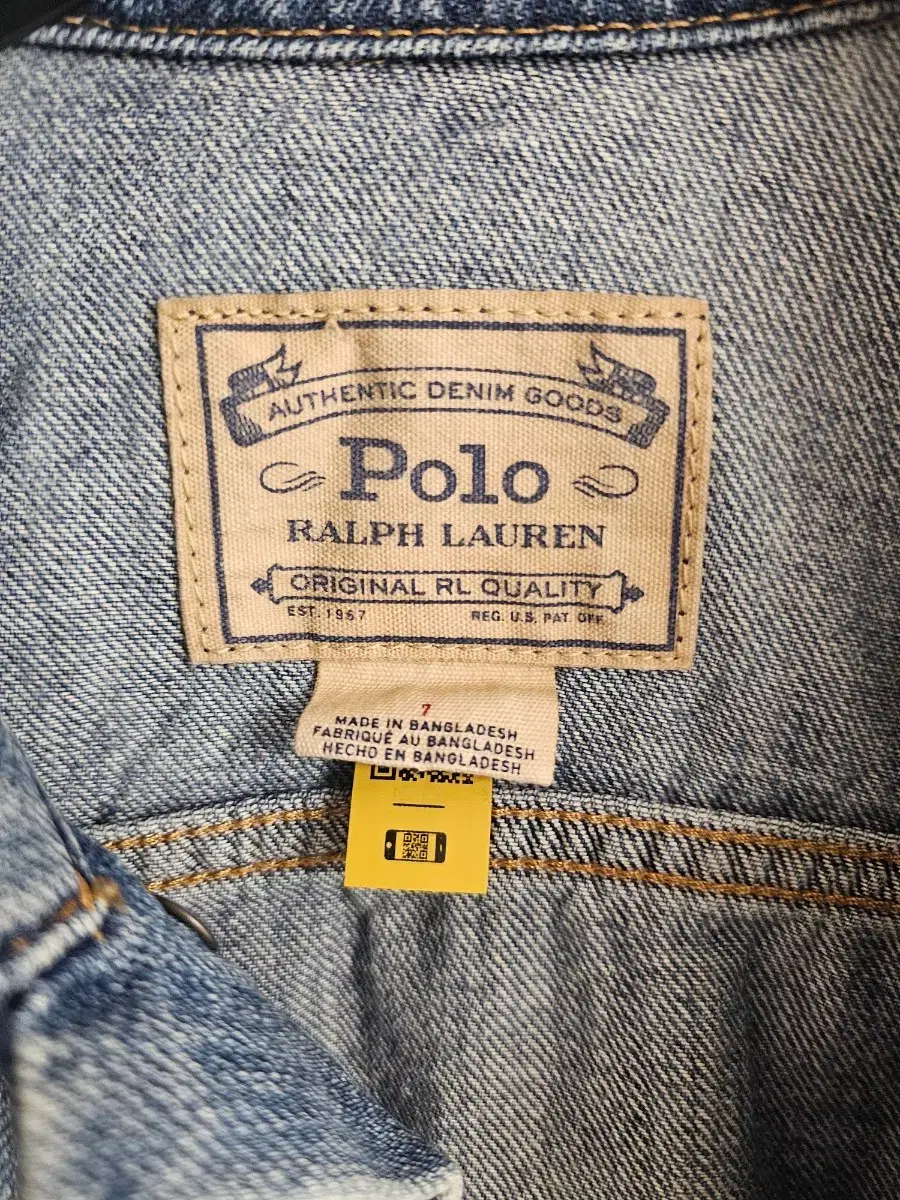 AUTHENTIC DENIM GOODS
Polo
RALPH LAUREN
ORIGINAL RL QUALITY
EST. 1967 REG. U.S. PAT. OFF.
7
MADE IN BANGLADESH
FABRIQUÉ AU BANGLADESH
HECHO EN BANGLADESH